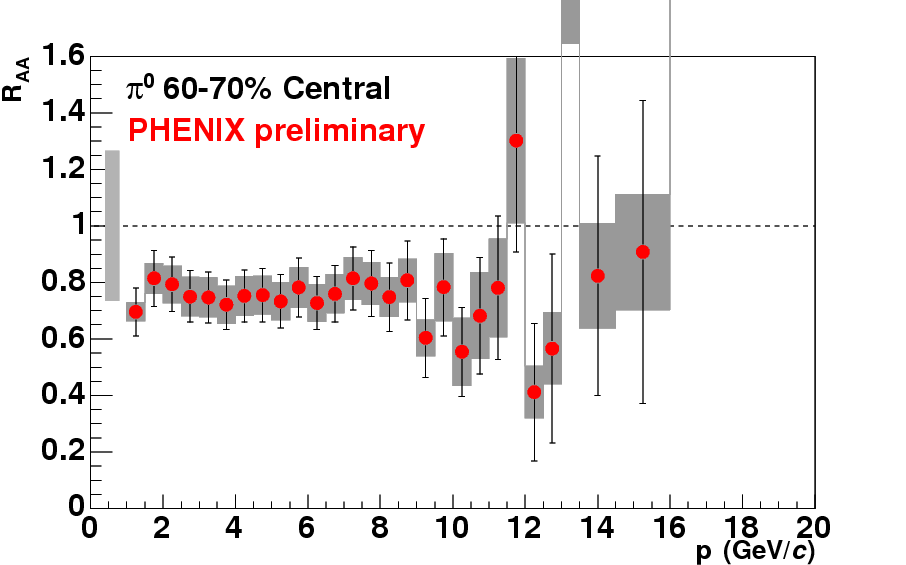 R_AA
π⁰ 60-70% Central
PHENIX preliminary
1.6
1.4
1.2
1
0.8
0.6
0.4
0.2
0
0 2 4 6 8 10 12 14 16 18 20
p (GeV/c)